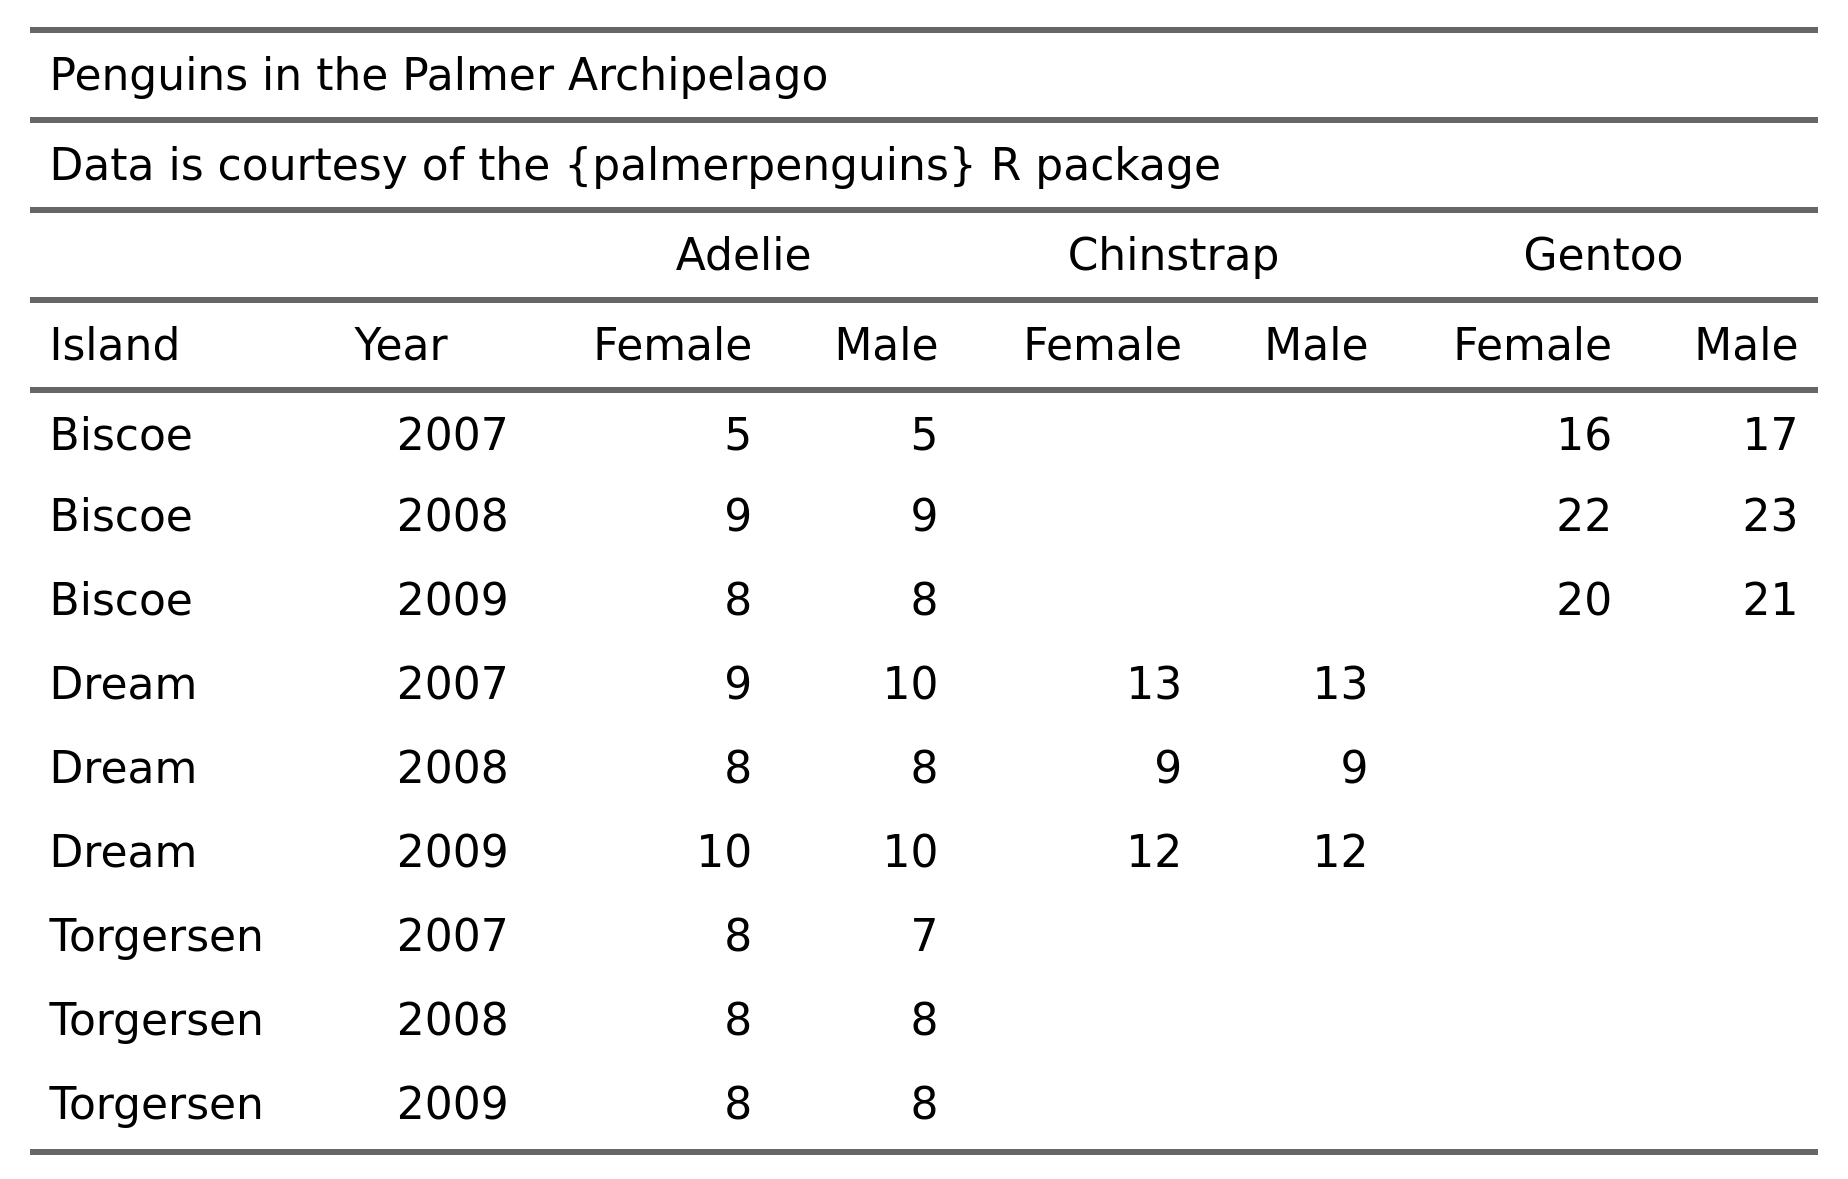 Penguins in the Palmer Archipelago
Data is courtesy of the {palmerpenguins} R package
Adelie Chinstrap Gentoo
Island Year Female Male Female Male Female Male
Biscoe 2007 5 5 16 17
Biscoe 2008 9 9 22 23
Biscoe 2009 8 8 20 21
Dream 2007 9 10 13 13
Dream 2008 8 8 9 9
Dream 2009 10 10 12 12
Torgersen 2007 8 7
Torgersen 2008 8 8
Torgersen 2009 8 8